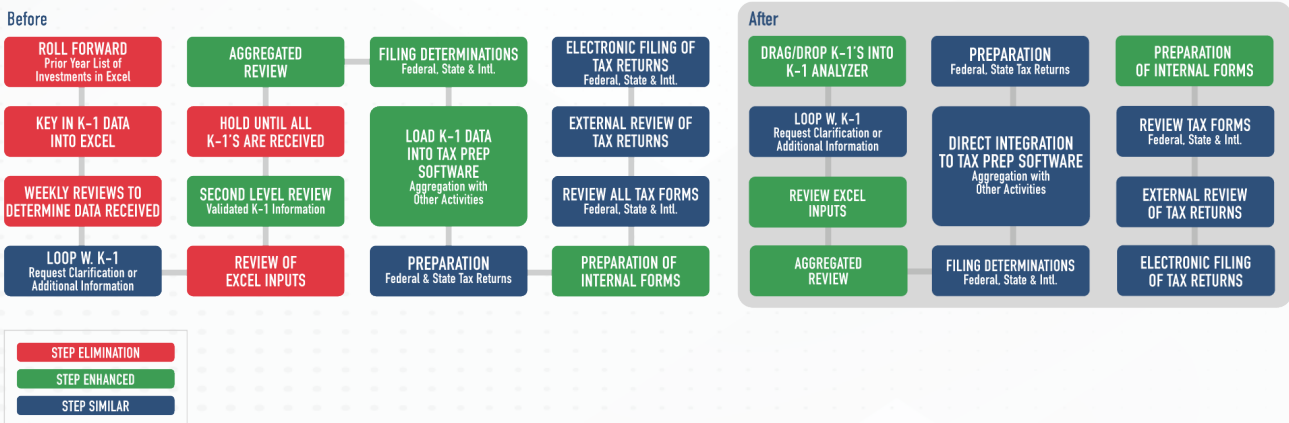 Before
ROLL FORWARD
Prior Year List of
Investments in Excel
KEY IN K-1 DATA
INTO EXCEL
WEEKLY REVIEWS TO
DETERMINE DATA RECEIVED
LOOP W. K-1
Request Clarification or
Additional Information
AGGREGATED
REVIEW
HOLD UNTIL ALL
K-1'S ARE RECEIVED
SECOND LEVEL REVIEW
Validated K-1 Information
REVIEW OF
EXCEL INPUTS
FILING DETERMINATIONS
Federal, State & Intl.
LOAD K-1 DATA
INTO TAX PREP
SOFTWARE
Aggregation with
Other Activities
PREPARATION
Federal & State Tax Returns
ELECTRONIC FILING OF
TAX RETURNS
Federal, State & Intl.
EXTERNAL REVIEW OF
TAX RETURNS
REVIEW ALL TAX FORMS
Federal, State & Intl.
PREPARATION OF
INTERNAL FORMS
After
DRAG/DROP K-1'S INTO
K-1 ANALYZER
LOOP W. K-1
Request Clarification or
Additional Information
REVIEW EXCEL
INPUTS
AGGREGATED
REVIEW
PREPARATION
Federal, State Tax Returns
DIRECT INTEGRATION
TO TAX PREP SOFTWARE
Aggregation with
Other Activities
FILING DETERMINATIONS
Federal, State & Intl.
PREPARATION
OF INTERNAL FORMS
REVIEW TAX FORMS
Federal, State & Intl.
EXTERNAL REVIEW
OF TAX RETURNS
ELECTRONIC FILING
OF TAX RETURNS
STEP ELIMINATION
STEP ENHANCED
STEP SIMILAR